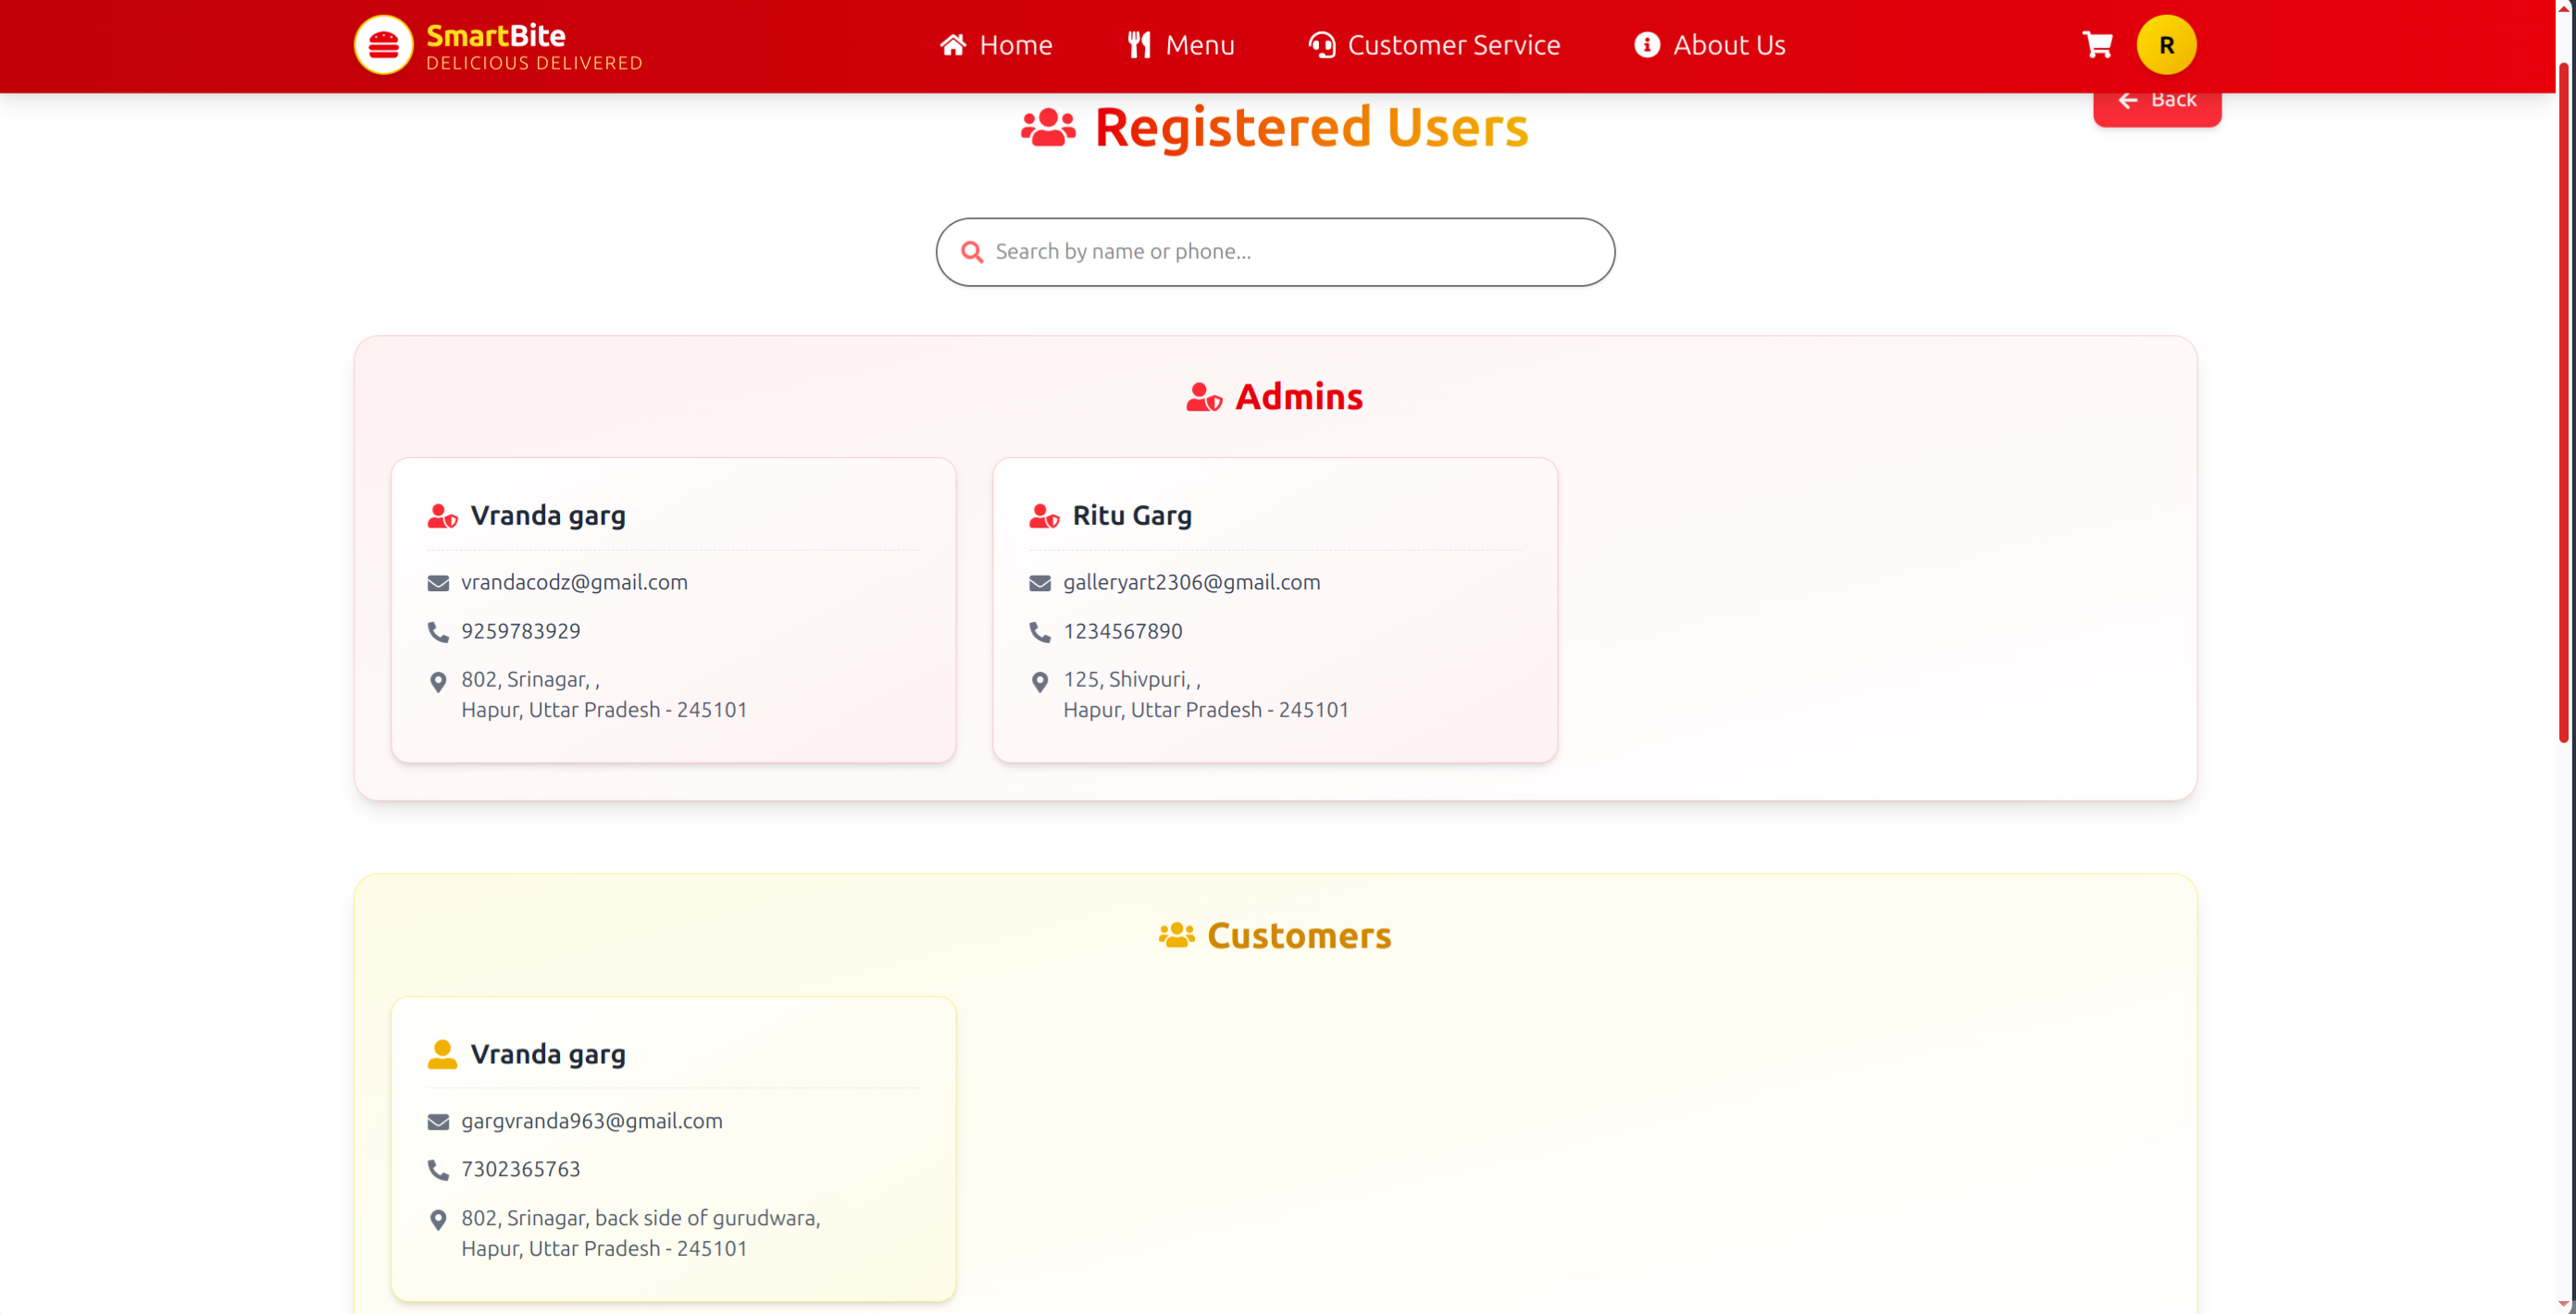 SmartBite
DELICIOUS DELIVERED
Home
Menu
Customer Service
About Us
R
Back
Registered Users
Search by name or phone...
Admins
Vranda garg
vrandacodz@gmail.com
9259783929
802, Srinagar, ,
Hapur, Uttar Pradesh - 245101
Ritu Garg
galleryart2306@gmail.com
1234567890
125, Shivpuri, ,
Hapur, Uttar Pradesh - 245101
Customers
Vranda garg
gargvranda963@gmail.com
7302365763
802, Srinagar, back side of gurudwara,
Hapur, Uttar Pradesh - 245101